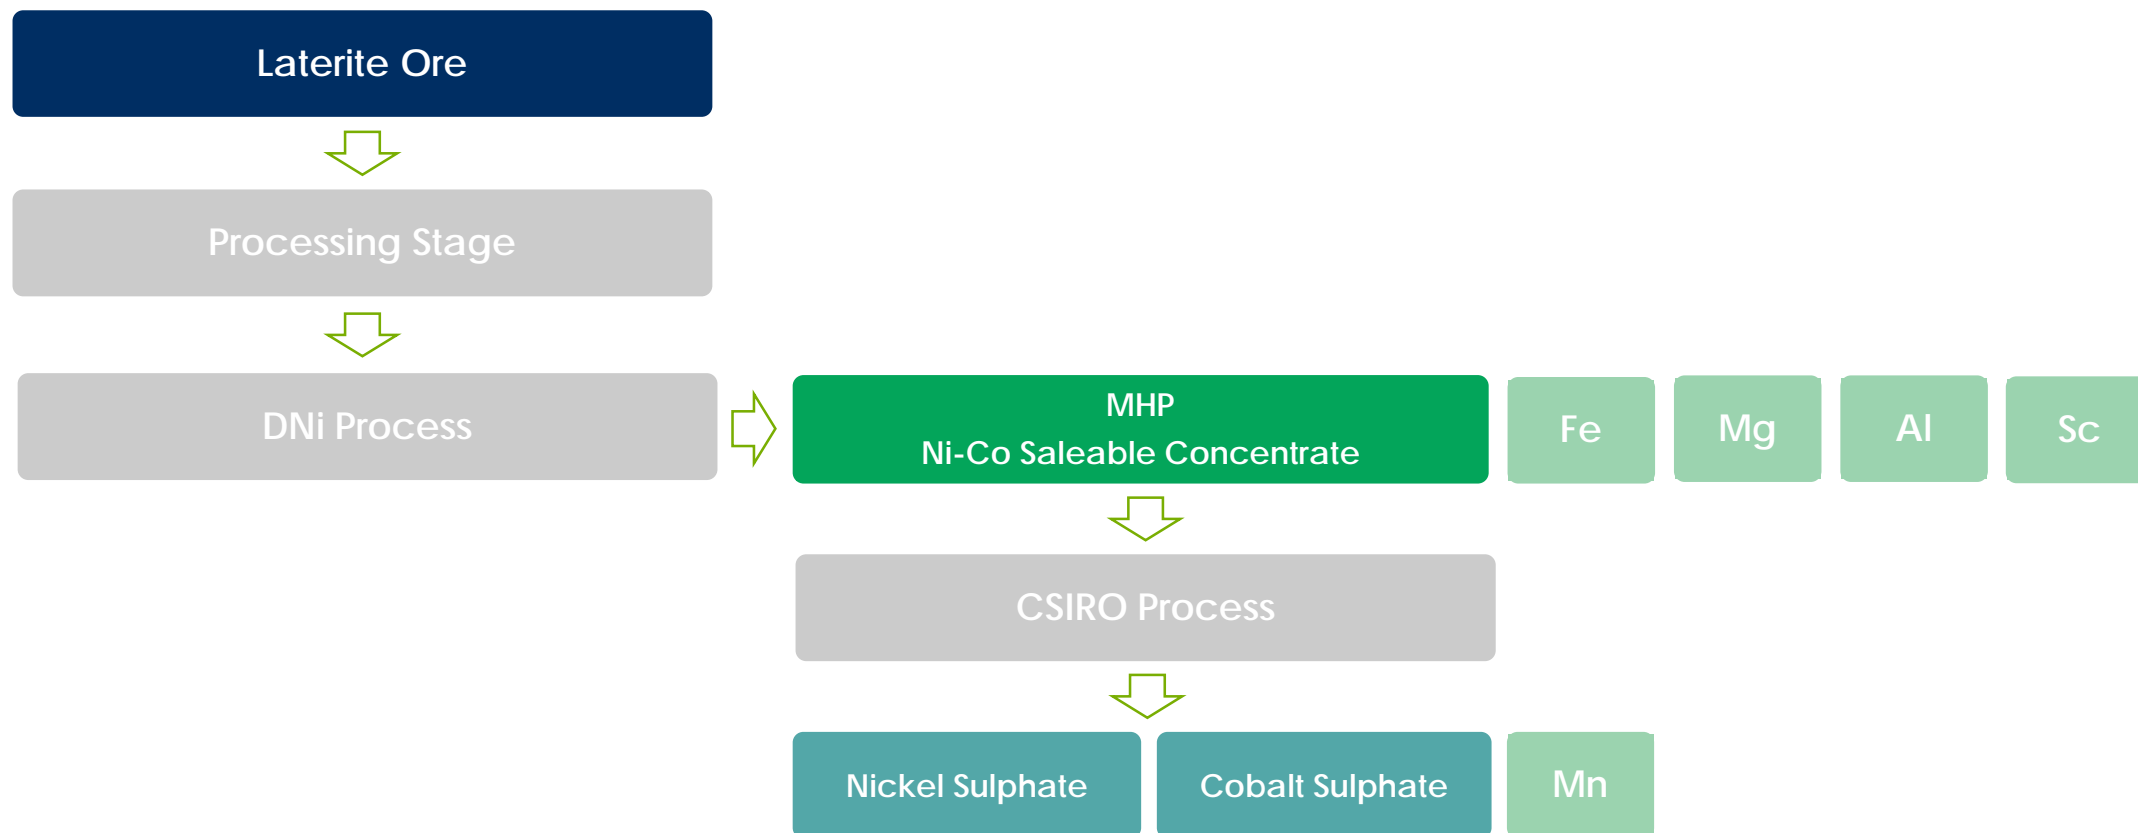 Laterite Ore
Processing Stage
DNi Process
MHP
Ni-Co Saleable Concentrate
Fe
Mg
Al
Sc
CSIRO Process
Nickel Sulphate
Cobalt Sulphate
Mn